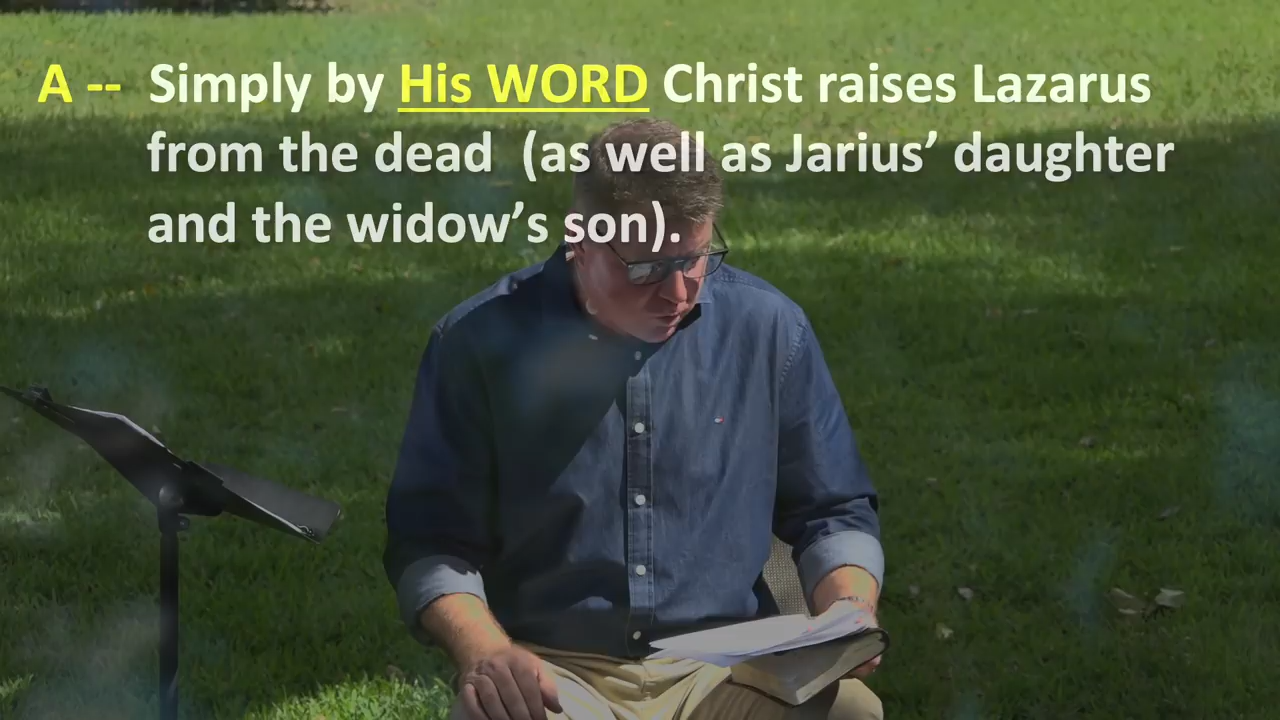 A -- Simply by His WORD Christ raises Lazarus
from the dead (as well as Jarius’ daughter
and the widow’s son).